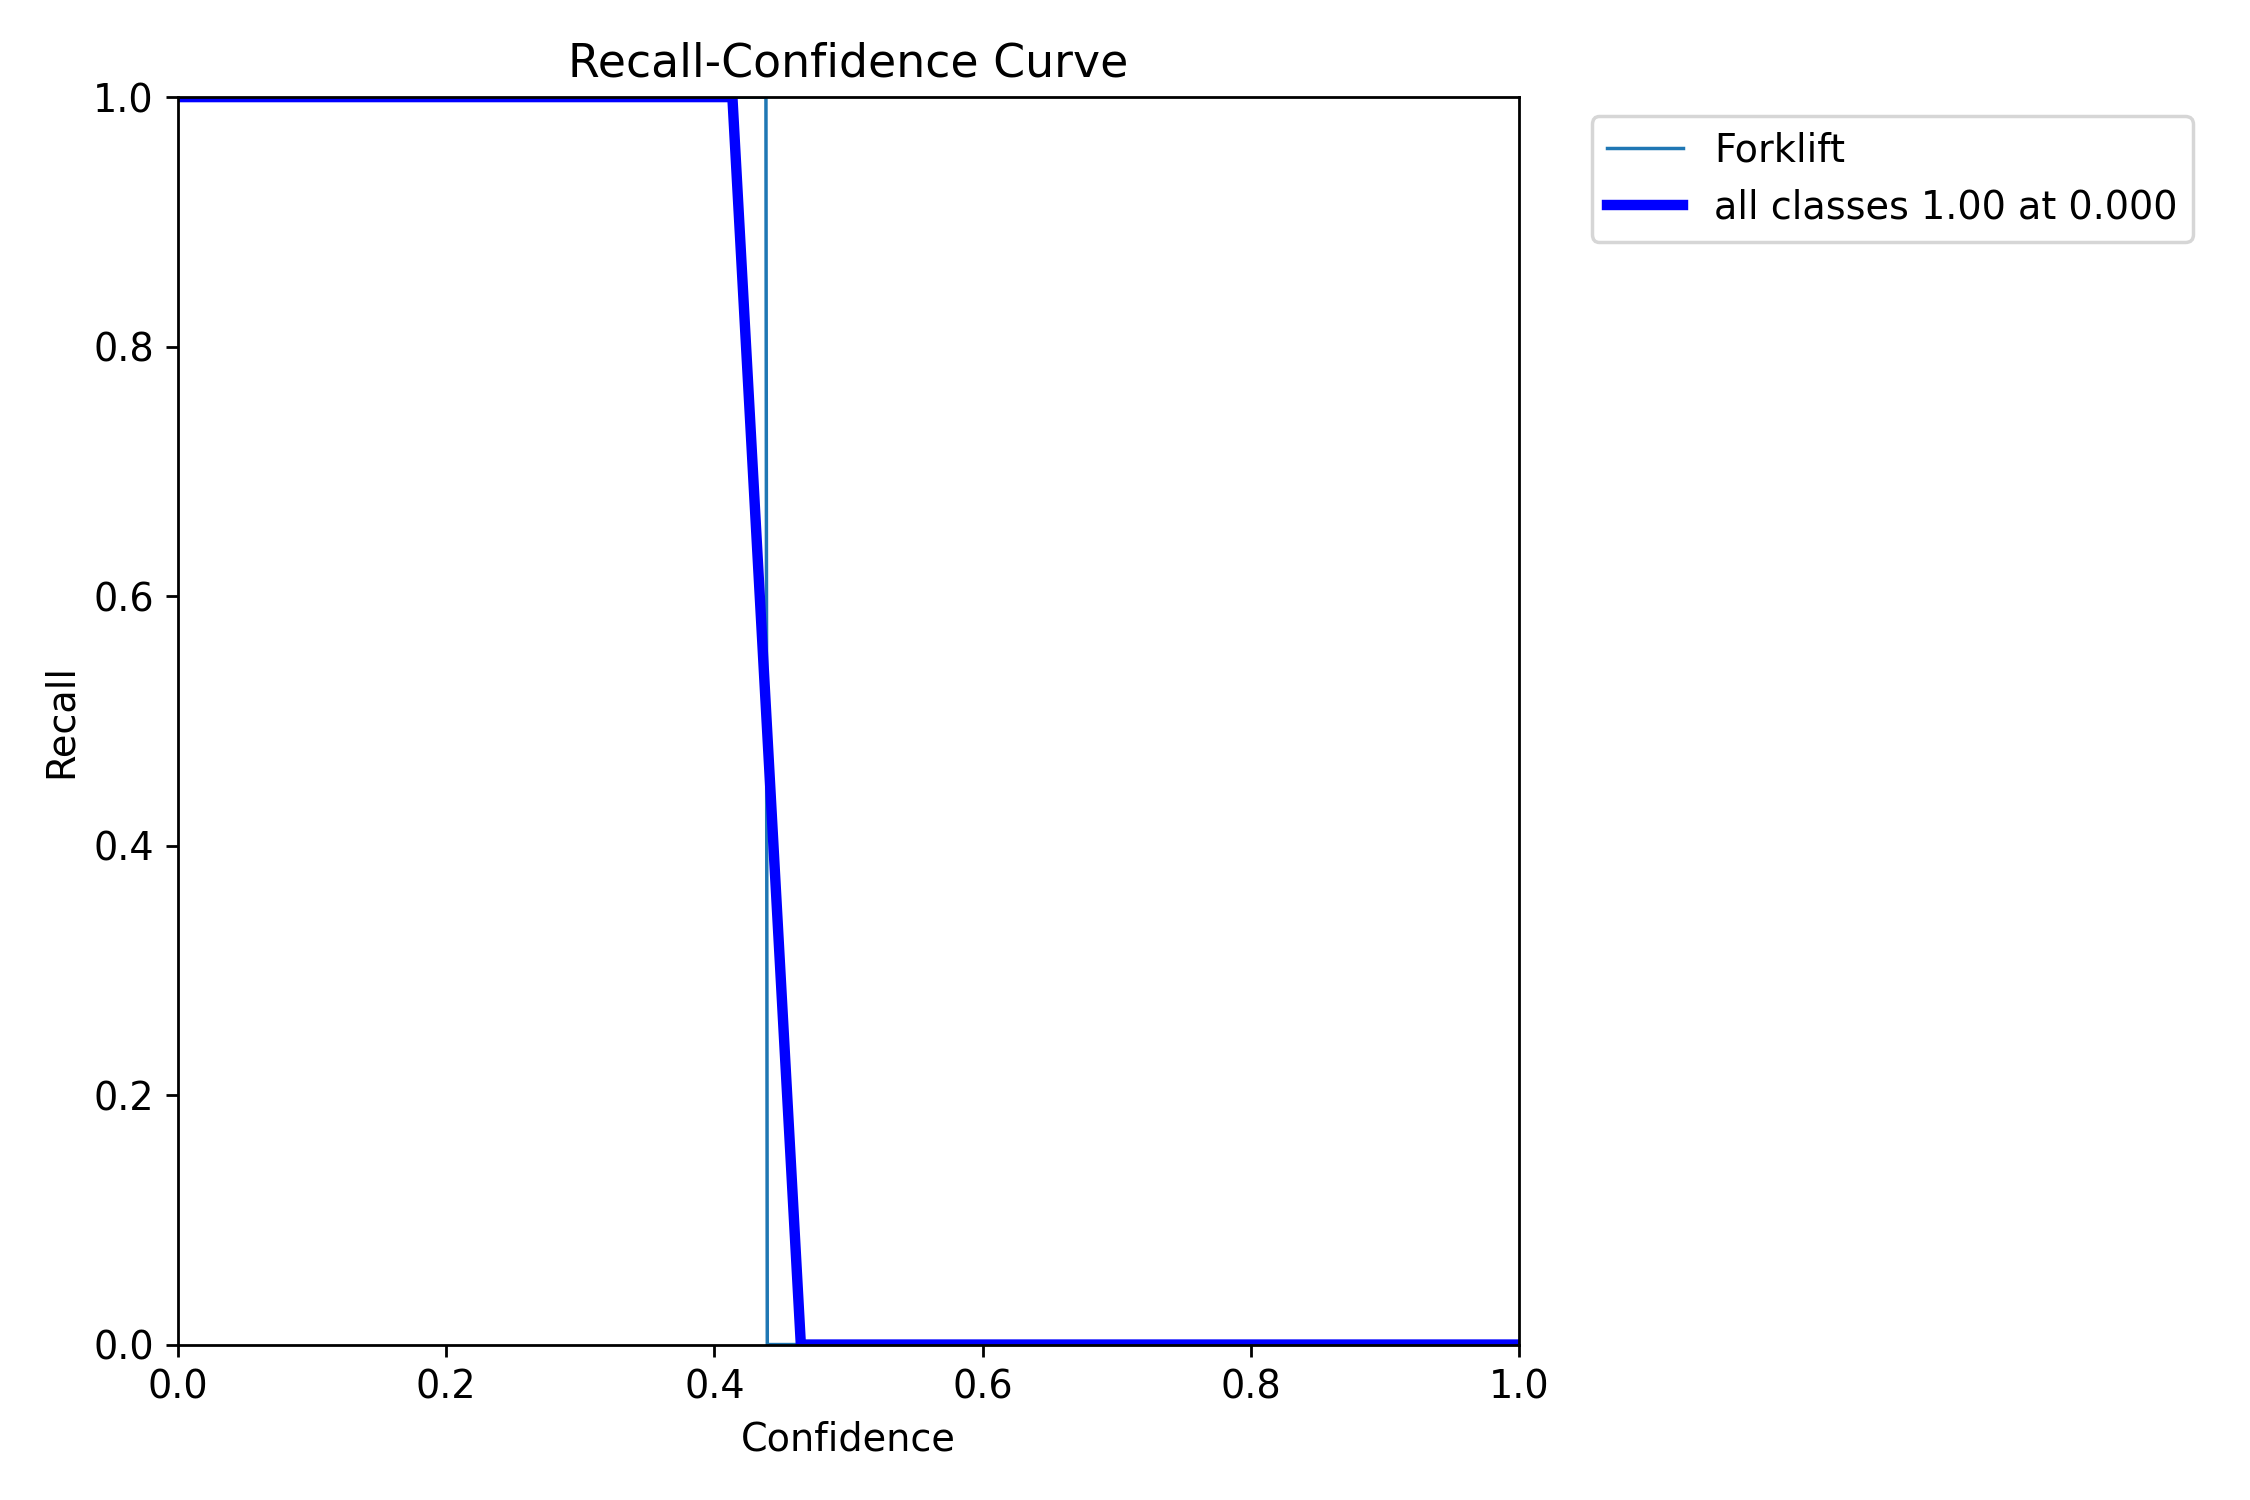 Recall-Confidence Curve
1.0
0.8
0.6
0.4
0.2
0.0
Recall
0.0 0.2 0.4 0.6 0.8 1.0
Confidence
Forklift
all classes 1.00 at 0.000